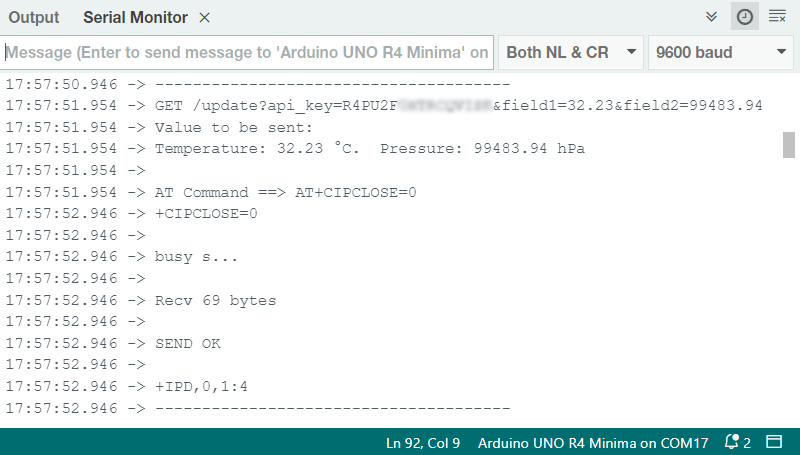 Output Serial Monitor ×
Message (Enter to send message to 'Arduino UNO R4 Minima' on Both NL & CR 9600 baud
17:57:50.946 -> ---------------------------------------
17:57:51.954 -> GET /update?api_key=R4PU2F &field1=32.23&field2=99483.94
17:57:51.954 -> Value to be sent:
17:57:51.954 -> Temperature: 32.23 °C.  Pressure: 99483.94 hPa
17:57:51.954 ->
17:57:51.954 -> AT Command ==> AT+CIPCLOSE=0
17:57:52.946 -> +CIPCLOSE=0
17:57:52.946 ->
17:57:52.946 -> busy s...
17:57:52.946 ->
17:57:52.946 -> Recv 69 bytes
17:57:52.946 ->
17:57:52.946 -> SEND OK
17:57:52.946 ->
17:57:52.946 -> +IPD,0,1:4
17:57:52.946 -> ---------------------------------------
Ln 92, Col 9 Arduino UNO R4 Minima on COM17 2